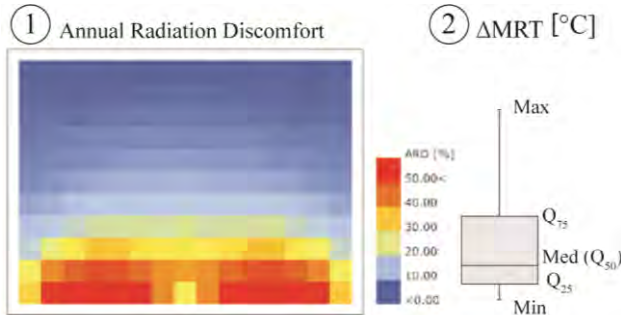 1 Annual Radiation Discomfort
2 ΔMRT [°C]
ARD [%]
50.00<
40.00
30.00
20.00
10.00
<0.00
Max
Q75
Med (Q50)
Q25
Min